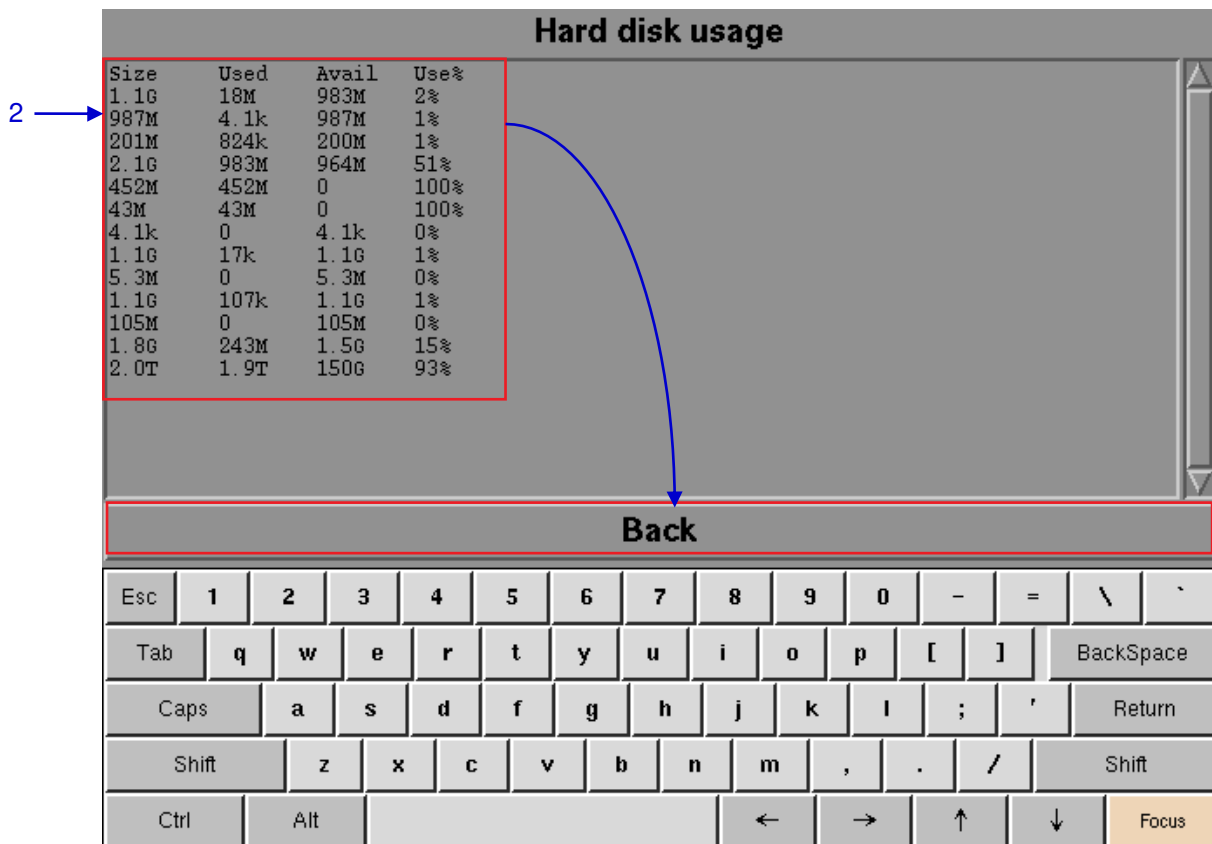 Hard disk usage
Size Used Avail Use%
1.1G 18M 983M 2%
2
987M 4.1k 987M 1%
201M 824k 200M 1%
2.1G 983M 964M 51%
452M 452M 0 100%
43M 43M 0 100%
4.1k 0 4.1k 0%
1.1G 17k 1.1G 1%
5.3M 0 5.3M 0%
1.1G 107k 1.1G 1%
105M 0 105M 0%
1.8G 243M 1.5G 15%
2.0T 1.9T 150G 93%
Back
Esc 1 2 3 4 5 6 7 8 9 0 - = \ `
Tab q w e r t y u i o p [ ] BackSpace
Caps a s d f g h j k l ; ' Return
Shift z x c v b n m , . / Shift
Ctrl Alt ← → ↑ ↓ Focus